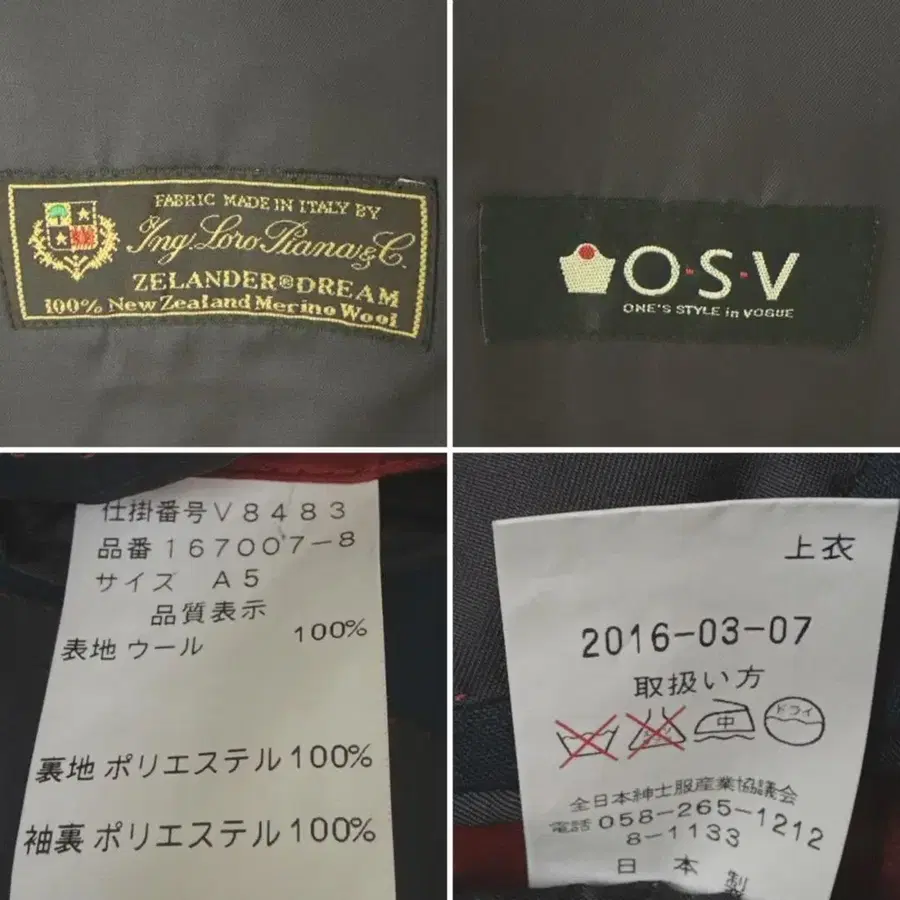 FABRIC MADE IN ITALY BY
Ing. Loro Piana & C.
ZELANDER®DREAM
100% New Zealand Merino Wool
O·S·V
ONE'S STYLE in VOGUE
仕掛番号V8483
品番167007-8
サイズ A5
品質表示
表地 ウール 100%
裏地 ポリエステル100%
袖裏 ポリエステル100%
上衣
2016-03-07
取扱い方
中 ドライ
全日本紳士服産業協議会
電話058-265-1212
8-1133
日本製